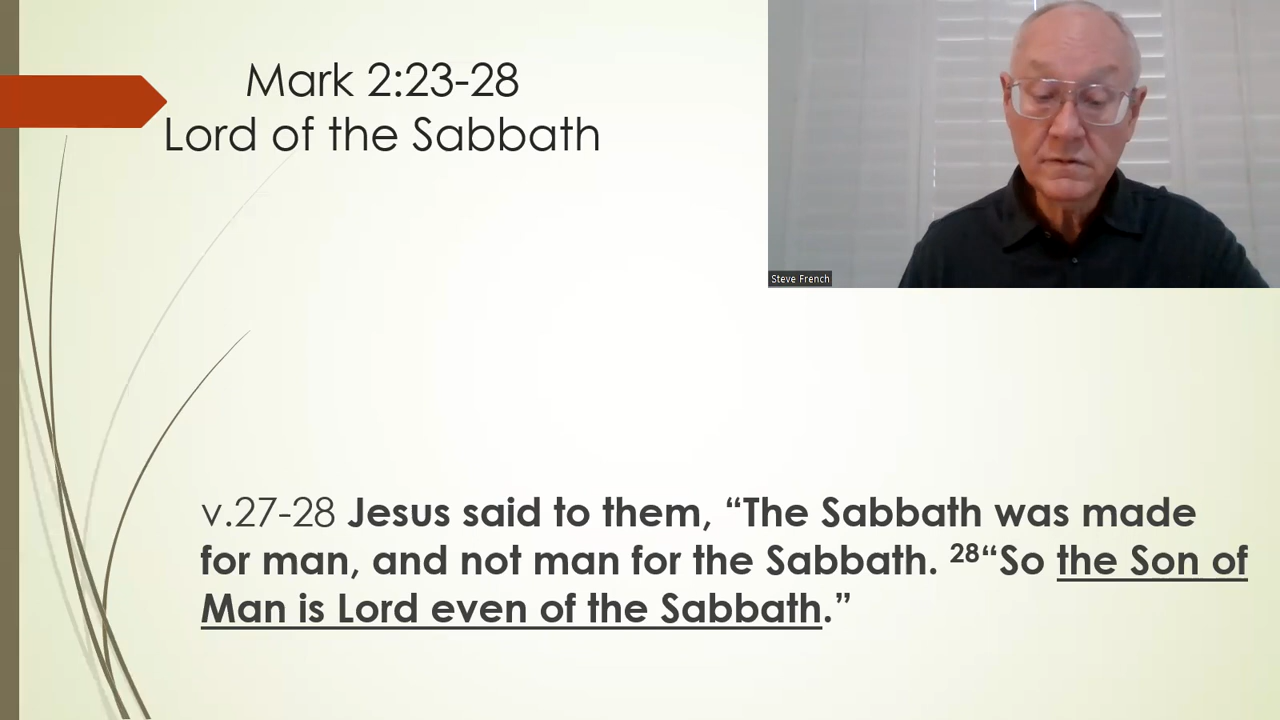 Mark 2:23-28
Lord of the Sabbath
Steve French
v.27-28 Jesus said to them, “The Sabbath was made
for man, and not man for the Sabbath. ²⁸“So the Son of
Man is Lord even of the Sabbath.”